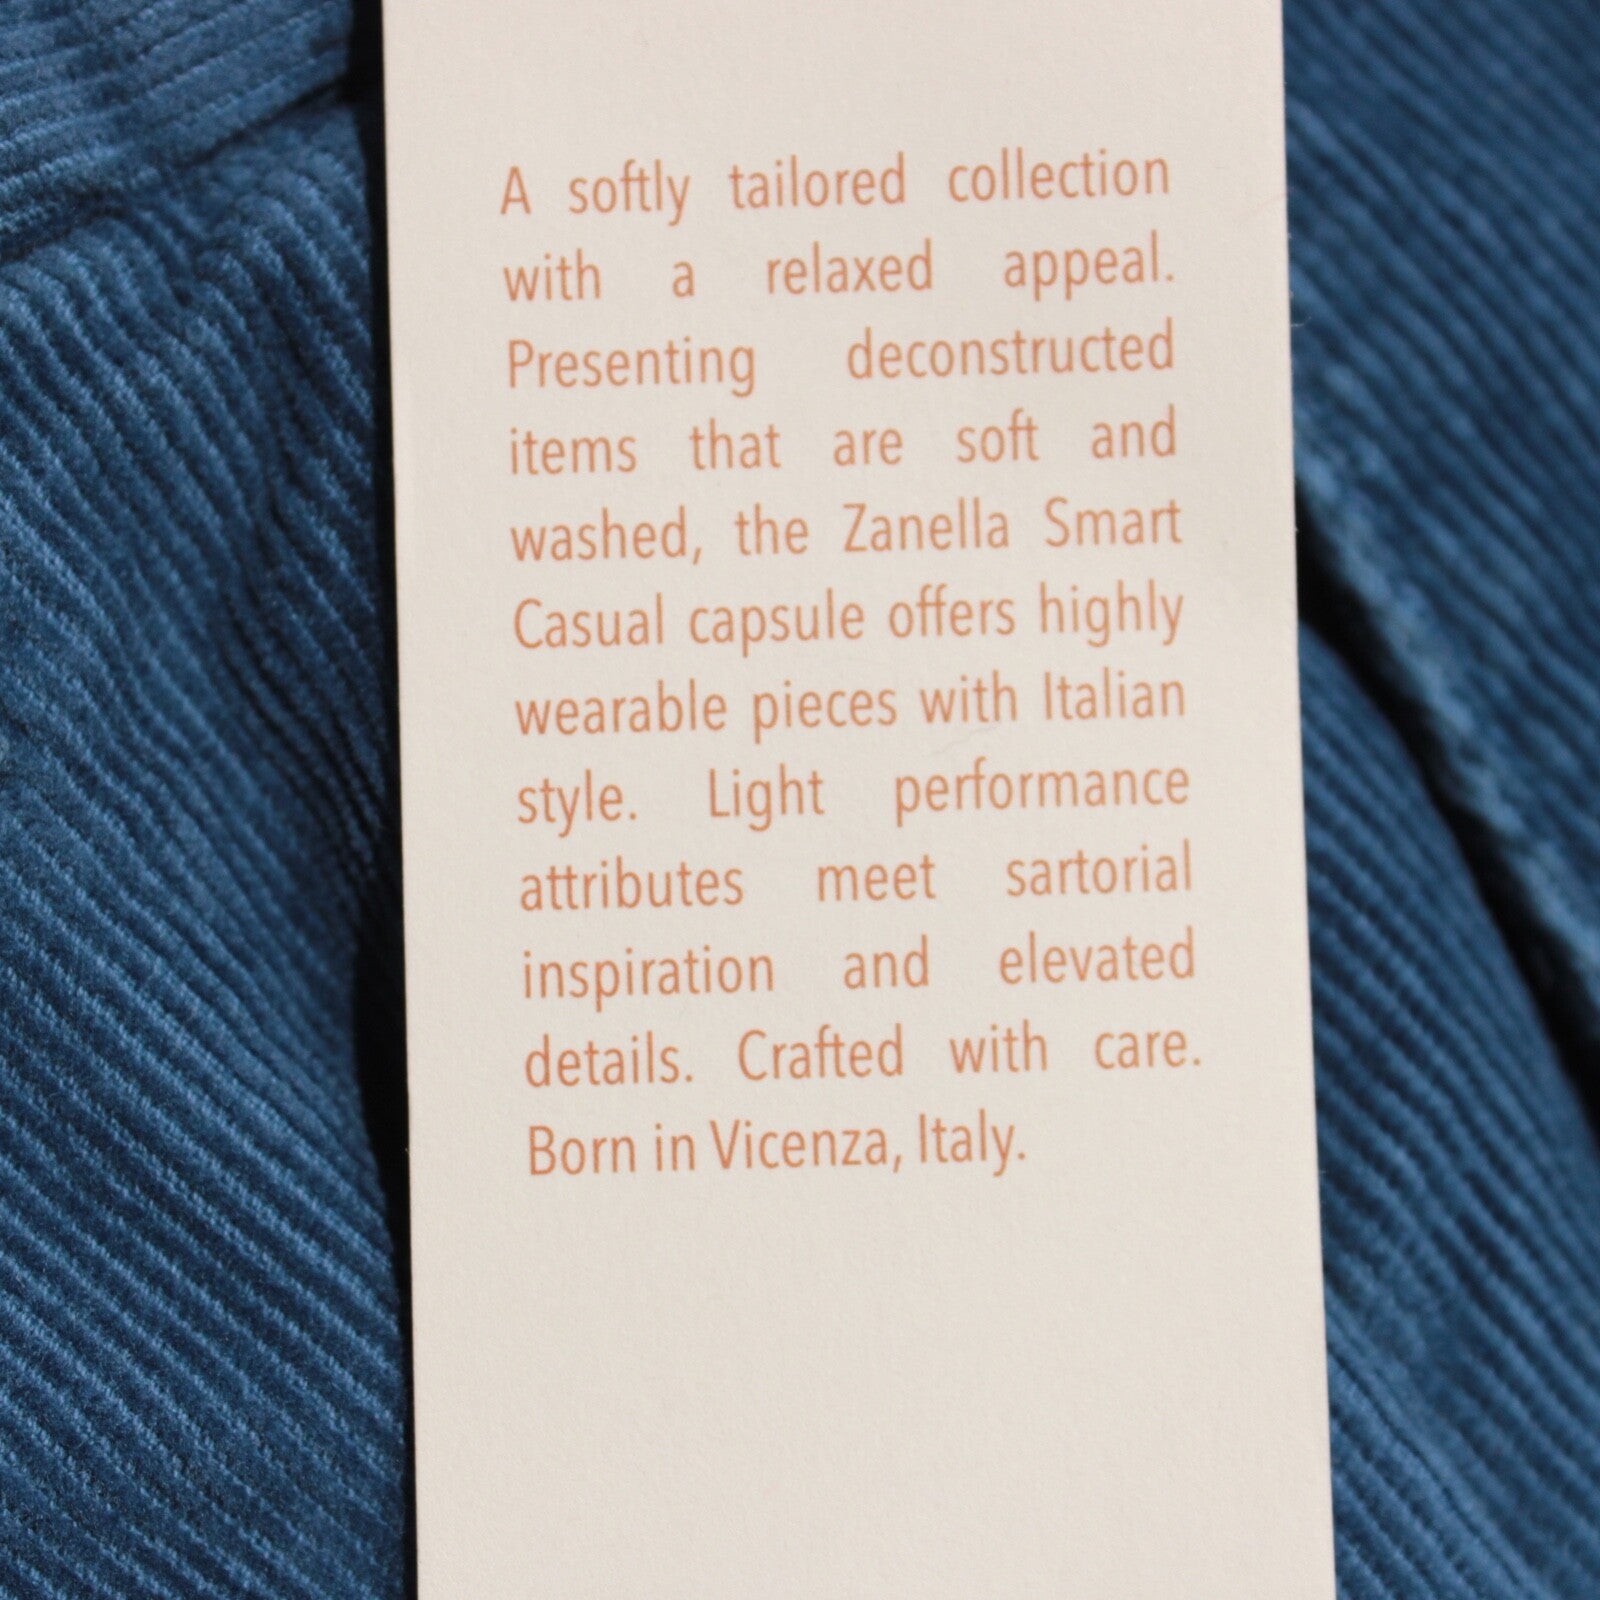 A softly tailored collection
with a relaxed appeal.
Presenting deconstructed
items that are soft and
washed, the Zanella Smart
Casual capsule offers highly
wearable pieces with Italian
style. Light performance
attributes meet sartorial
inspiration and elevated
details. Crafted with care.
Born in Vicenza, Italy.